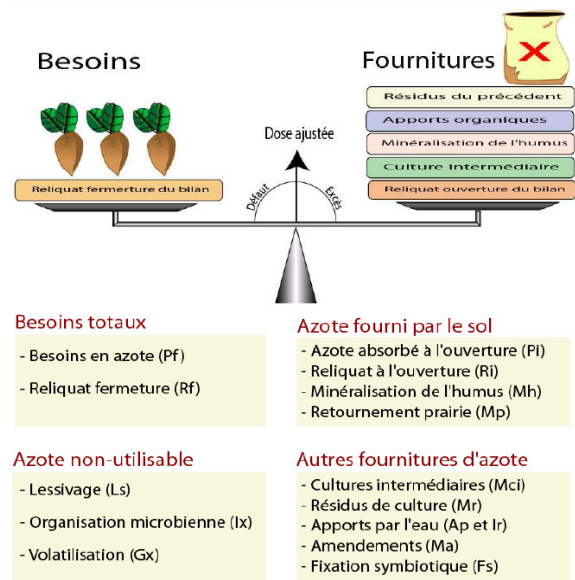 Besoins
Fournitures
X
Résidus du précédent
Apports organiques
Minéralisation de l'humus
Culture intermédiaire
Reliquat ouverture du bilan
Reliquat fermerture du bilan
Dose ajustée
Défaut
Excès
Besoins totaux
- Besoins en azote (Pf)
- Reliquat fermeture (Rf)
Azote fourni par le sol
- Azote absorbé à l'ouverture (Pi)
- Reliquat à l'ouverture (Ri)
- Minéralisation de l'humus (Mh)
- Retournement prairie (Mp)
Azote non-utilisable
- Lessivage (Ls)
- Organisation microbienne (Ix)
- Volatilisation (Gx)
Autres fournitures d'azote
- Cultures intermédiaires (Mci)
- Résidus de culture (Mr)
- Apports par l'eau (Ap et Ir)
- Amendements (Ma)
- Fixation symbiotique (Fs)